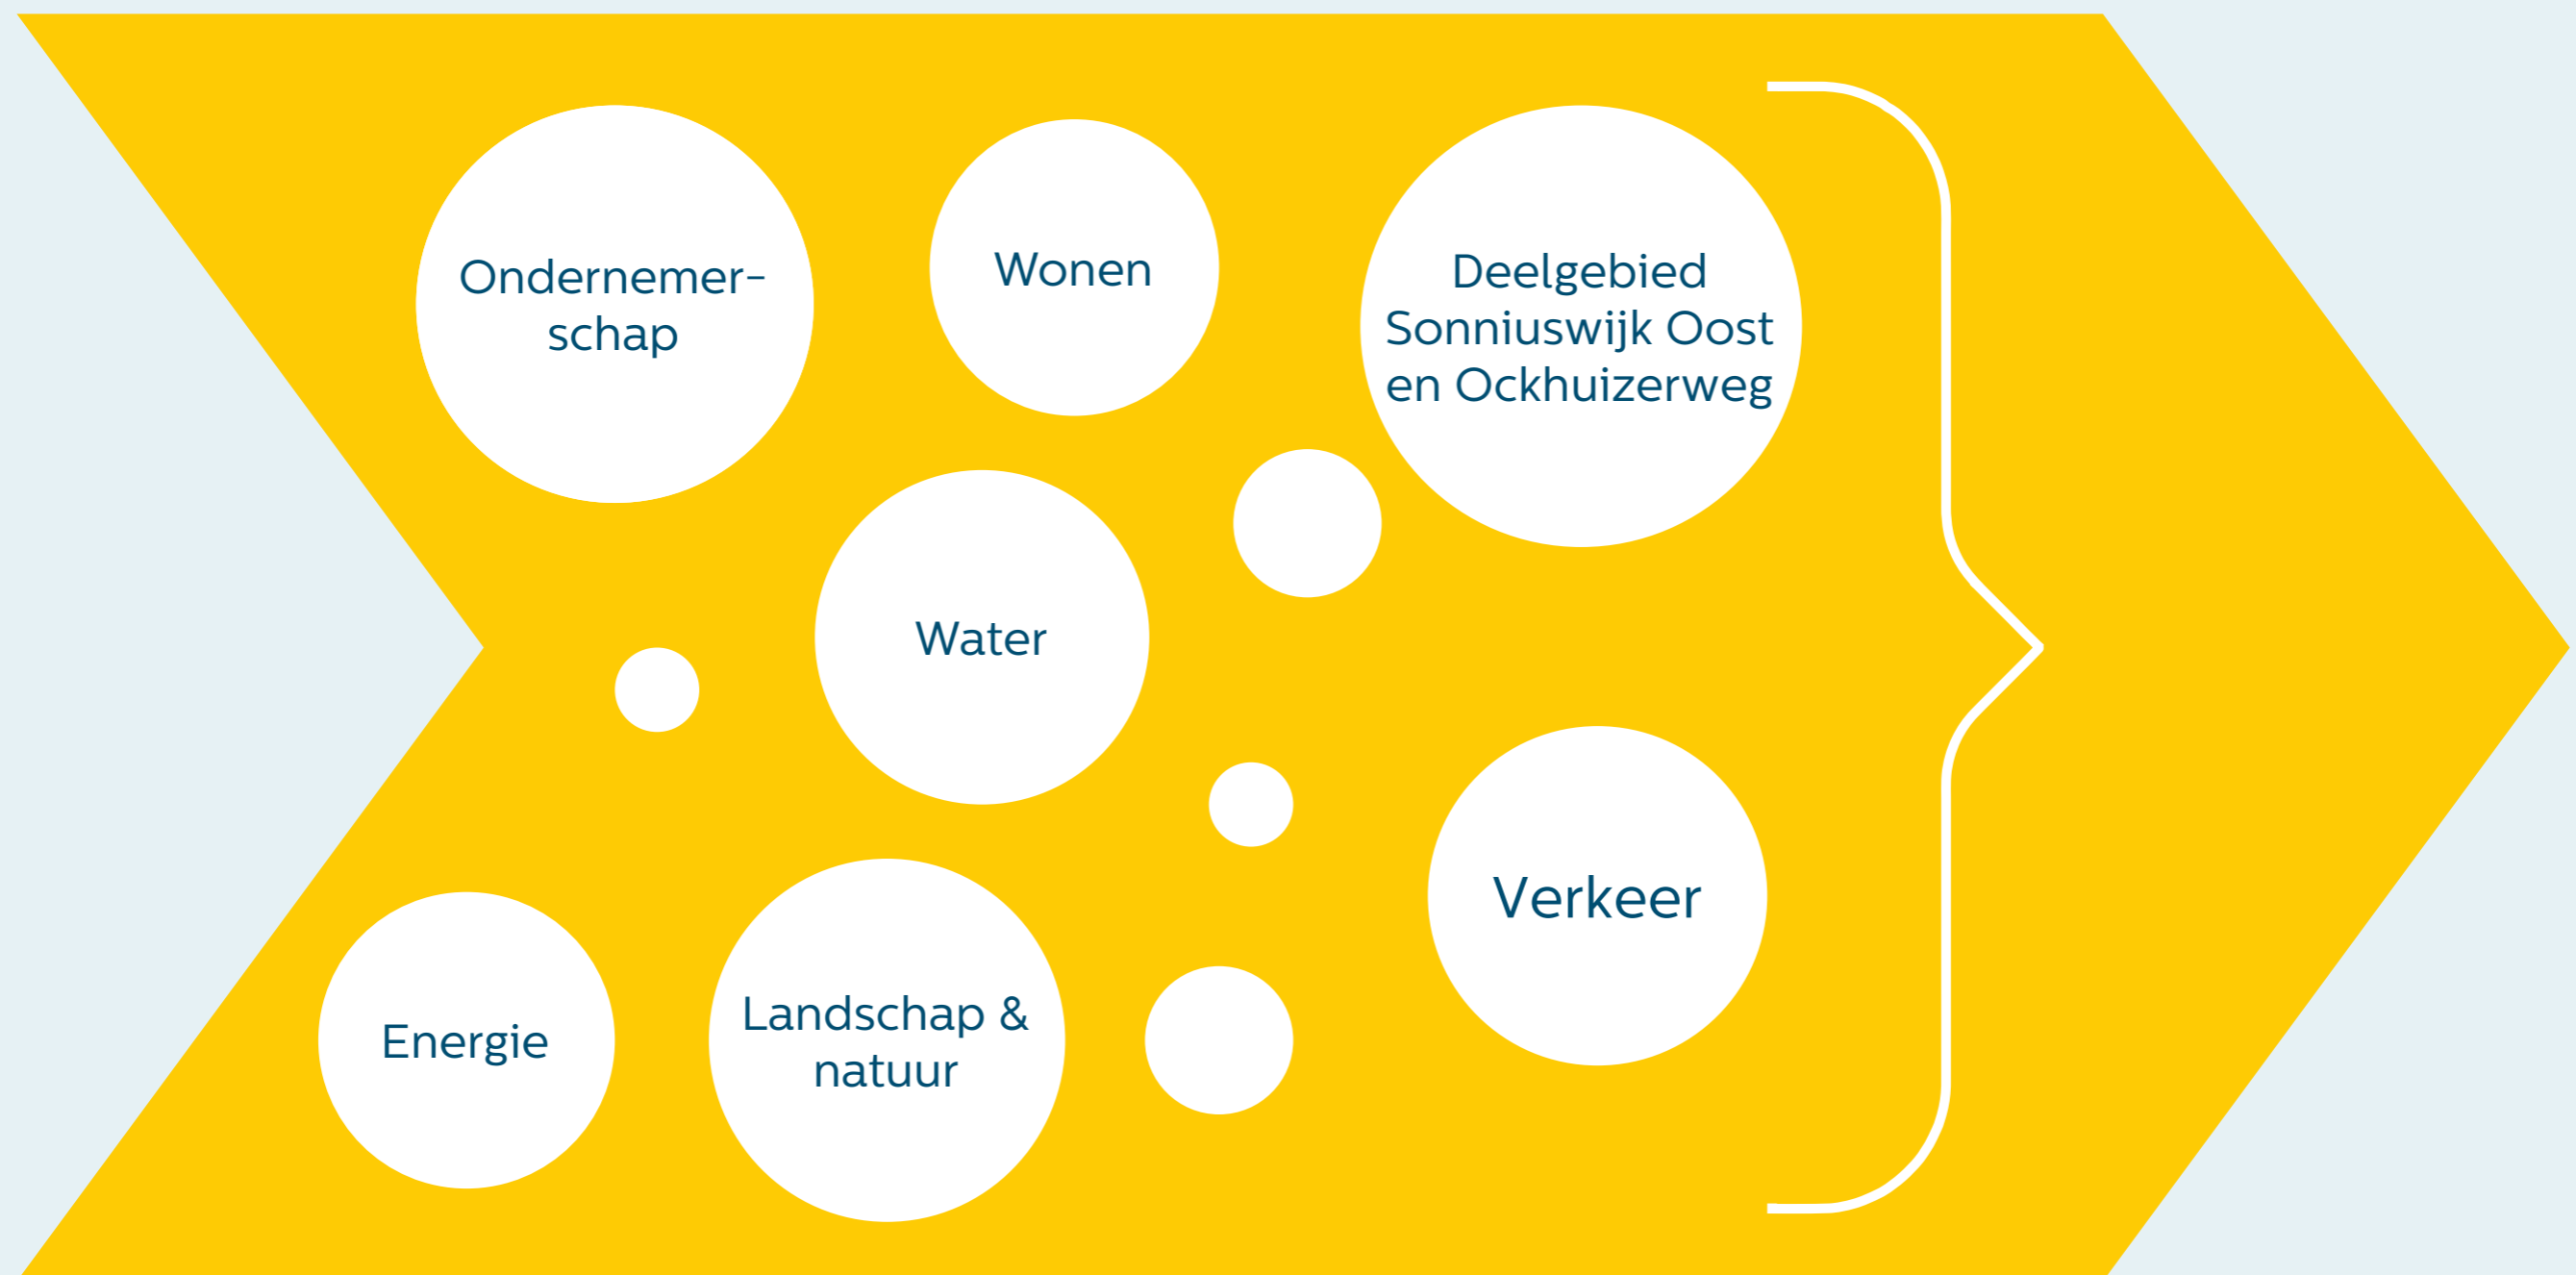 Ondernemer-
schap
Wonen
Deelgebied
Sonniuswijk Oost
en Ockhuizerweg
Water
Verkeer
Energie
Landschap &
natuur